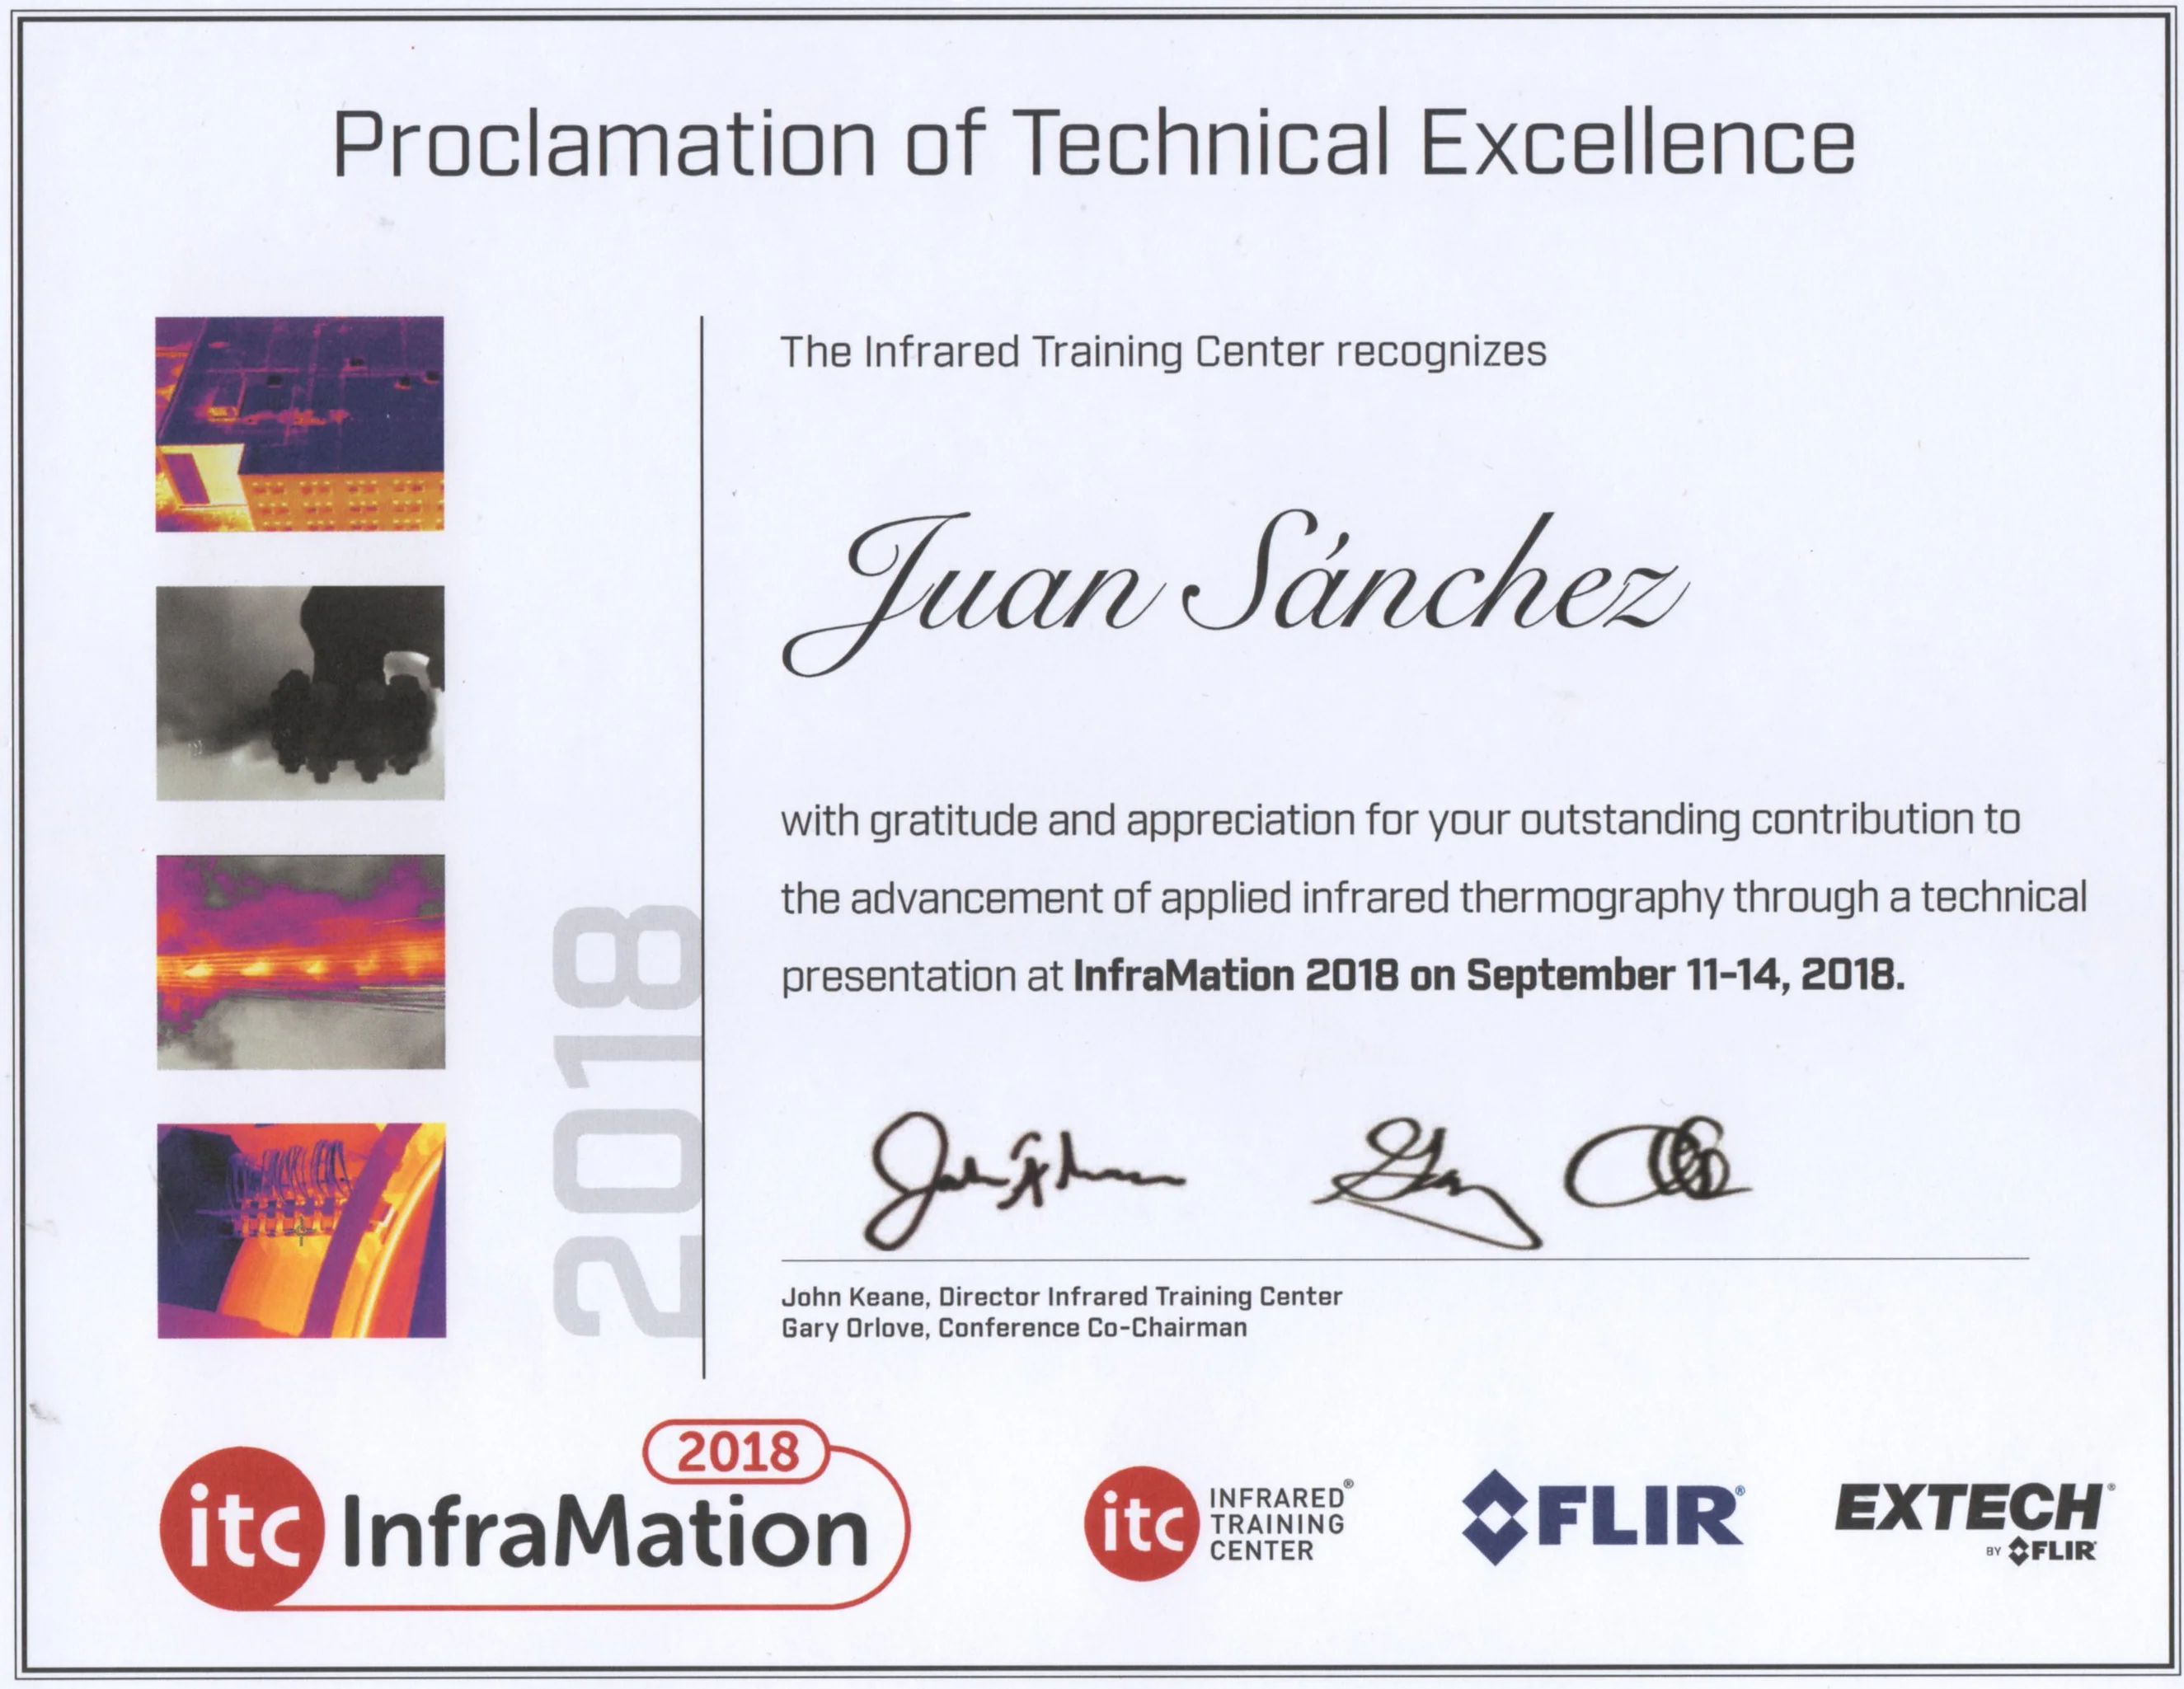 Proclamation of Technical Excellence
The Infrared Training Center recognizes
Juan Sánchez
with gratitude and appreciation for your outstanding contribution to
the advancement of applied infrared thermography through a technical
presentation at InfraMation 2018 on September 11-14, 2018.
2018
John Keane, Director Infrared Training Center
Gary Orlove, Conference Co-Chairman
2018
itc InfraMation
itc INFRARED®
TRAINING
CENTER
FLIR®
EXTECH®
BY FLIR